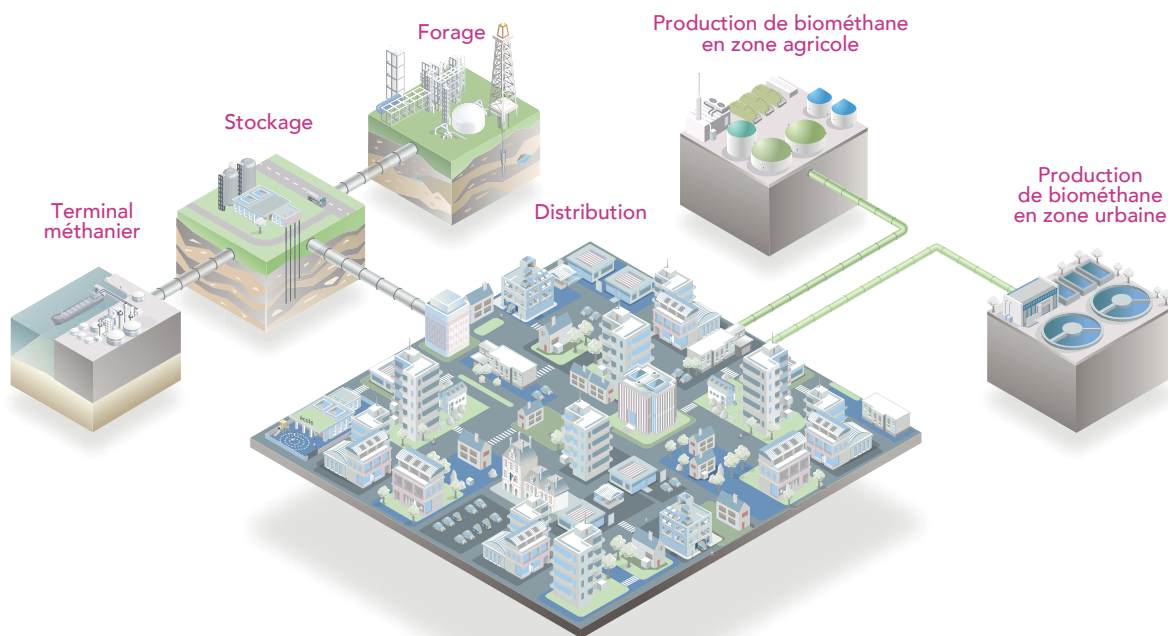 Forage
Production de biométhane
en zone agricole
Stockage
Production
de biométhane
en zone urbaine
Terminal
méthanier
Distribution